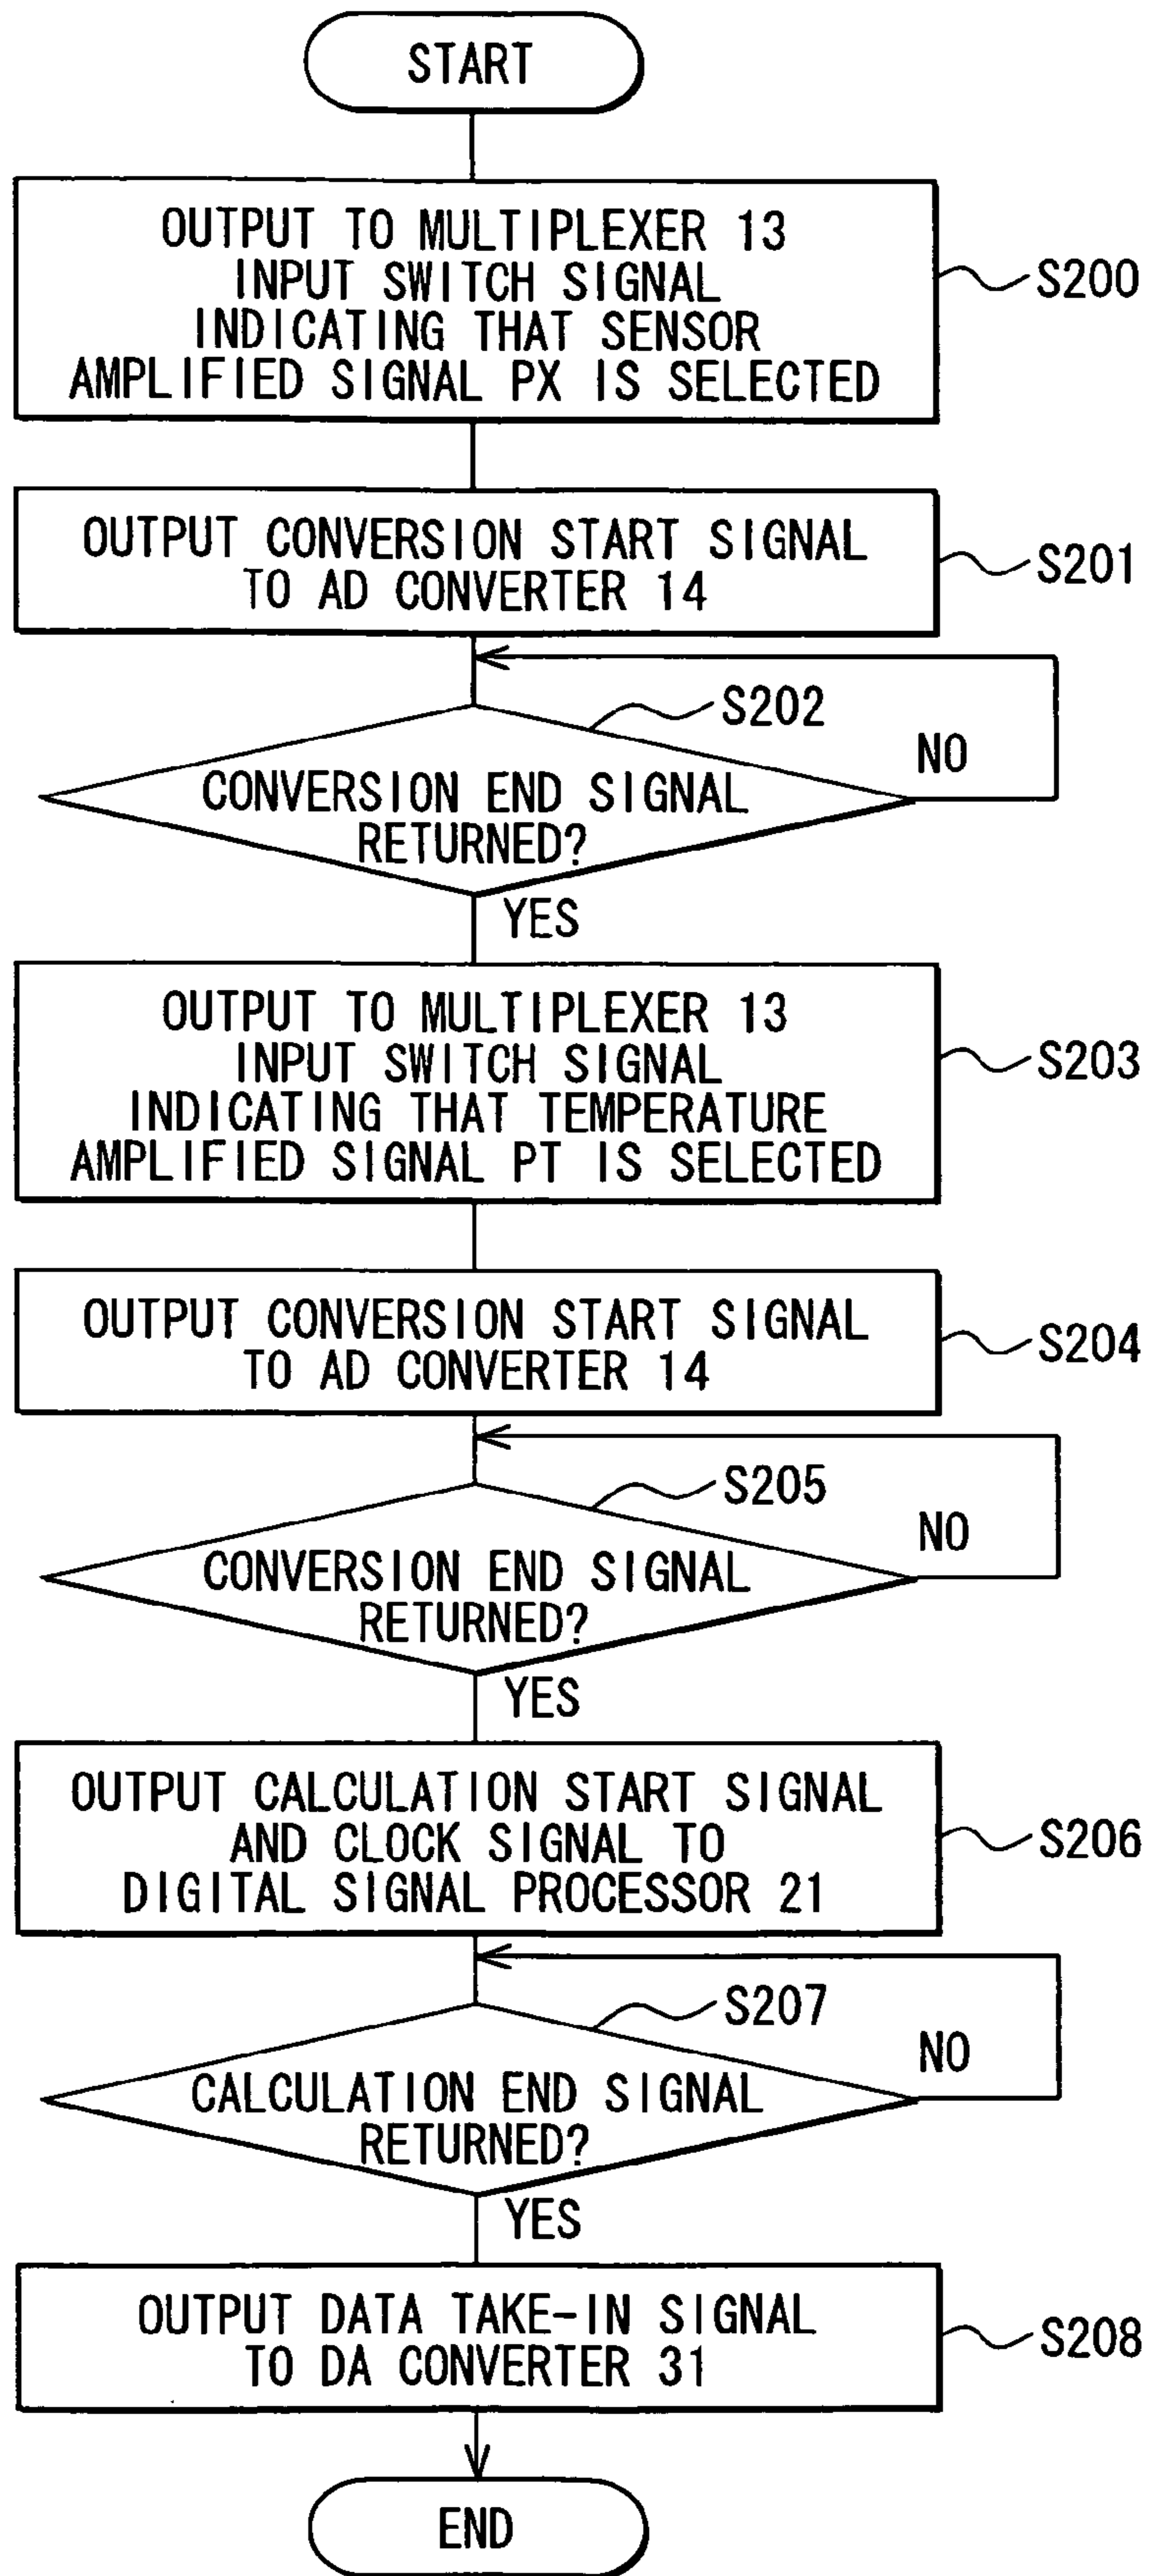 START
OUTPUT TO MULTIPLEXER 13
INPUT SWITCH SIGNAL
INDICATING THAT SENSOR
AMPLIFIED SIGNAL PX IS SELECTED
S200
OUTPUT CONVERSION START SIGNAL
TO AD CONVERTER 14
S201
S202
NO
CONVERSION END SIGNAL
RETURNED?
YES
OUTPUT TO MULTIPLEXER 13
INPUT SWITCH SIGNAL
INDICATING THAT TEMPERATURE
AMPLIFIED SIGNAL PT IS SELECTED
S203
OUTPUT CONVERSION START SIGNAL
TO AD CONVERTER 14
S204
S205
NO
CONVERSION END SIGNAL
RETURNED?
YES
OUTPUT CALCULATION START SIGNAL
AND CLOCK SIGNAL TO
DIGITAL SIGNAL PROCESSOR 21
S206
S207
NO
CALCULATION END SIGNAL
RETURNED?
YES
OUTPUT DATA TAKE-IN SIGNAL
TO DA CONVERTER 31
S208
END